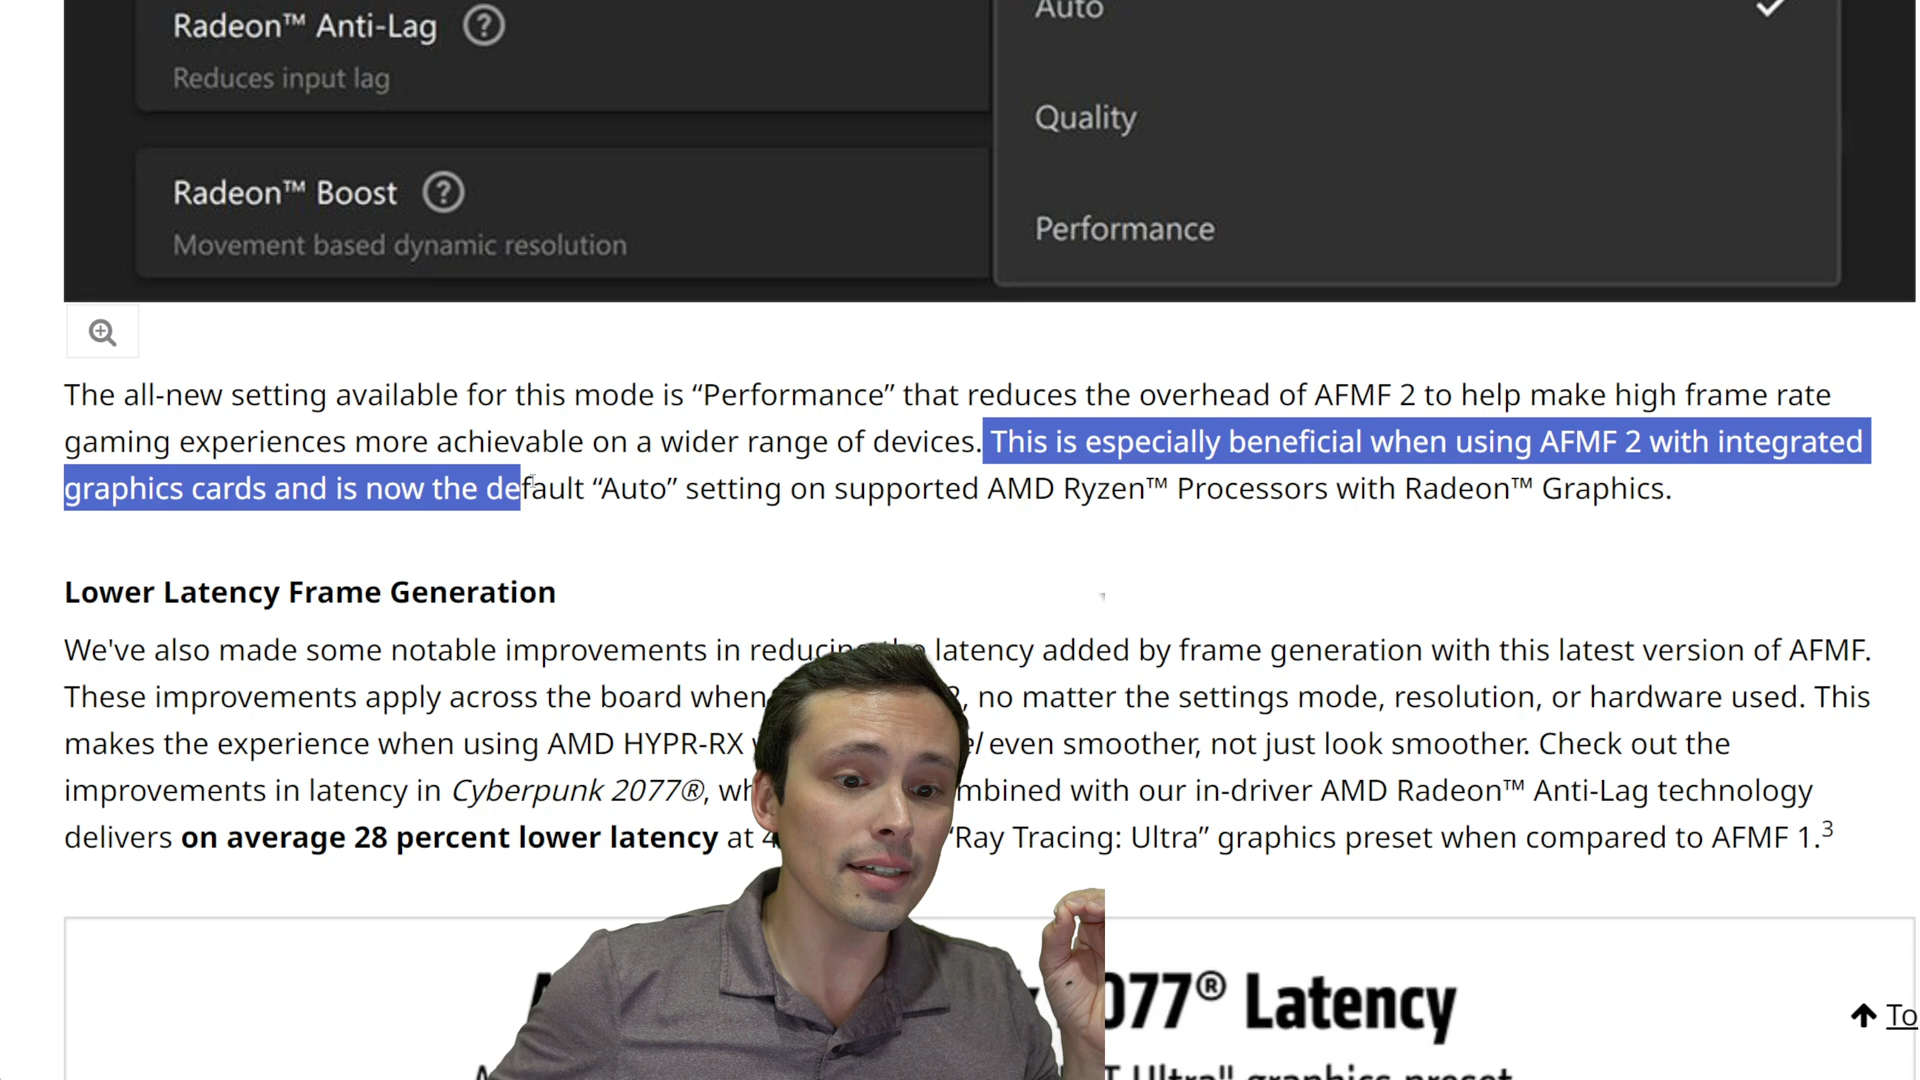 Radeon™ Anti-Lag
Reduces input lag
Radeon™ Boost
Movement based dynamic resolution
Auto
Quality
Performance
The all-new setting available for this mode is “Performance” that reduces the overhead of AFMF 2 to help make high frame rate
gaming experiences more achievable on a wider range of devices. This is especially beneficial when using AFMF 2 with integrated
graphics cards and is now the default “Auto” setting on supported AMD Ryzen™ Processors with Radeon™ Graphics.
Lower Latency Frame Generation
We've also made some notable improvements in reducing the latency added by frame generation with this latest version of AFMF.
These improvements apply across the board when 2, no matter the settings mode, resolution, or hardware used. This
makes the experience when using AMD HYPR-RX even smoother, not just look smoother. Check out the
improvements in latency in Cyberpunk 2077®, combined with our in-driver AMD Radeon™ Anti-Lag technology
delivers on average 28 percent lower latency at “Ray Tracing: Ultra” graphics preset when compared to AFMF 1.3
077® Latency
Ultra" graphics preset
To